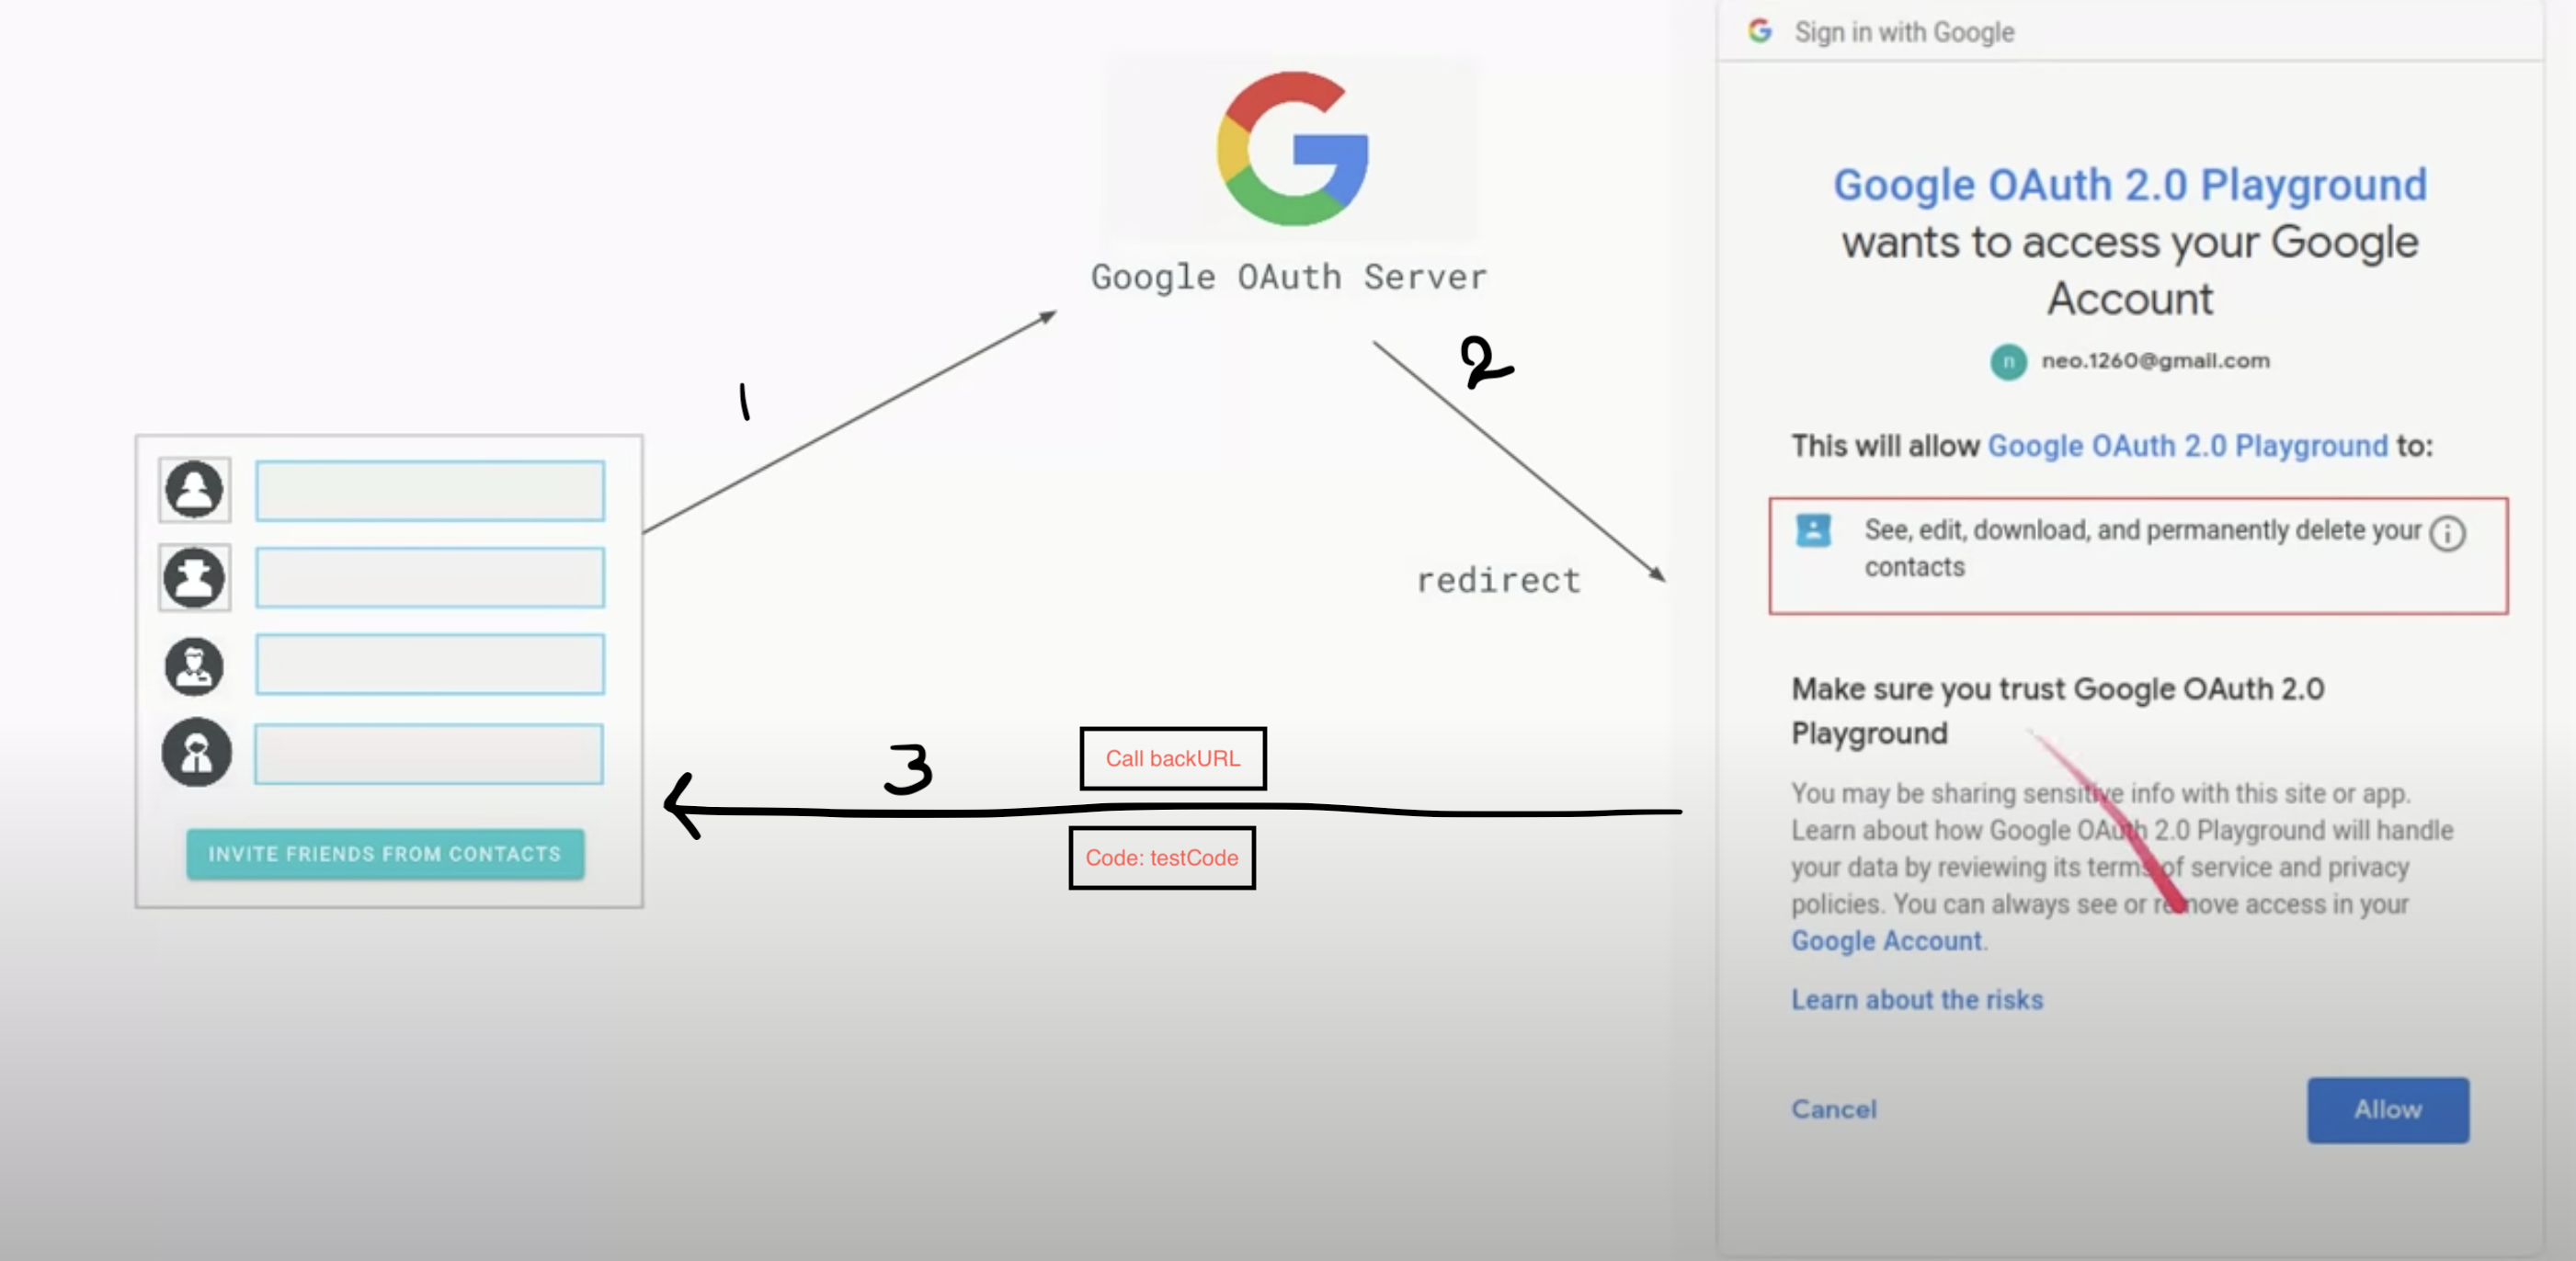 Sign in with Google
Google OAuth Server
Google OAuth 2.0 Playground
wants to access your Google
Account
n neo.1260@gmail.com
This will allow Google OAuth 2.0 Playground to:
See, edit, download, and permanently delete your
contacts
Make sure you trust Google OAuth 2.0
Playground
You may be sharing sensitive info with this site or app.
Learn about how Google OAuth 2.0 Playground will handle
your data by reviewing its terms of service and privacy
policies. You can always see or remove access in your
Google Account.
Learn about the risks
Cancel
Allow
1
2
redirect
3
Call backURL
Code: testCode
INVITE FRIENDS FROM CONTACTS